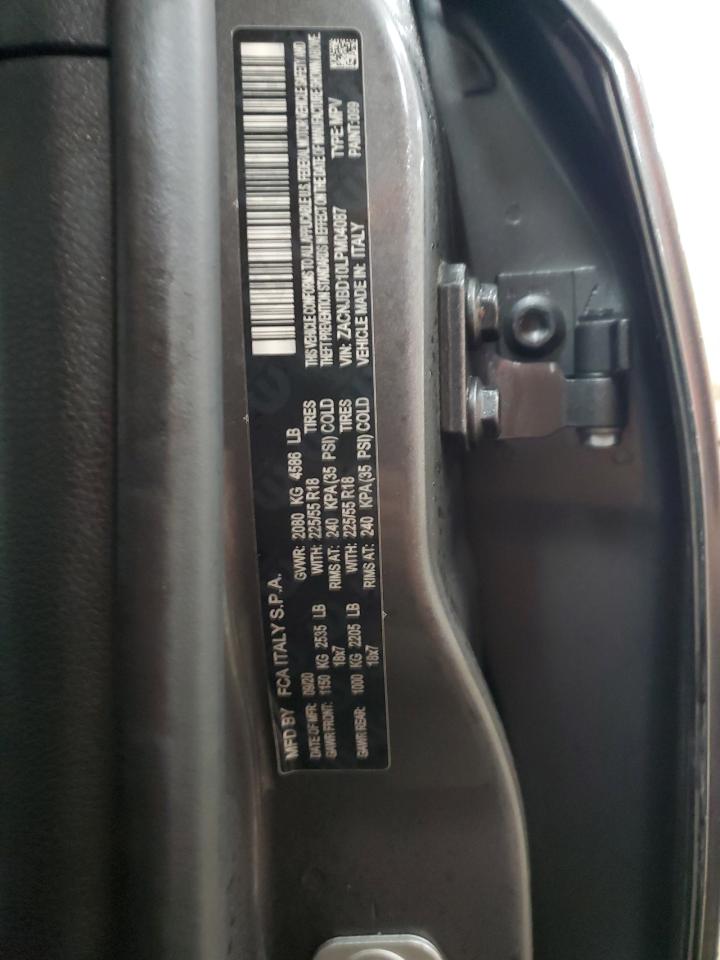 MFD BY FCA ITALY S.P.A.
DATE OF MFR: 09/20 GVWR: 2080 KG 4586 LB
GAWR FRONT: 1150 KG 2535 LB WITH: 225/55 R18 TIRES
18x7 RIMS AT: 240 KPA(35 PSI) COLD
GAWR REAR: 1000 KG 2205 LB WITH: 225/55 R18 TIRES
18x7 RIMS AT: 240 KPA(35 PSI) COLD
THIS VEHICLE CONFORMS TO ALL APPLICABLE U.S. FEDERAL MOTOR VEHICLE SAFETY AND
THEFT PREVENTION STANDARDS IN EFFECT ON THE DATE OF MANUFACTURE SHOWN ABOVE.
VIN: ZACNJBD10LPM04087 TYPE: MPV
VEHICLE MADE IN: ITALY PAINT: 099